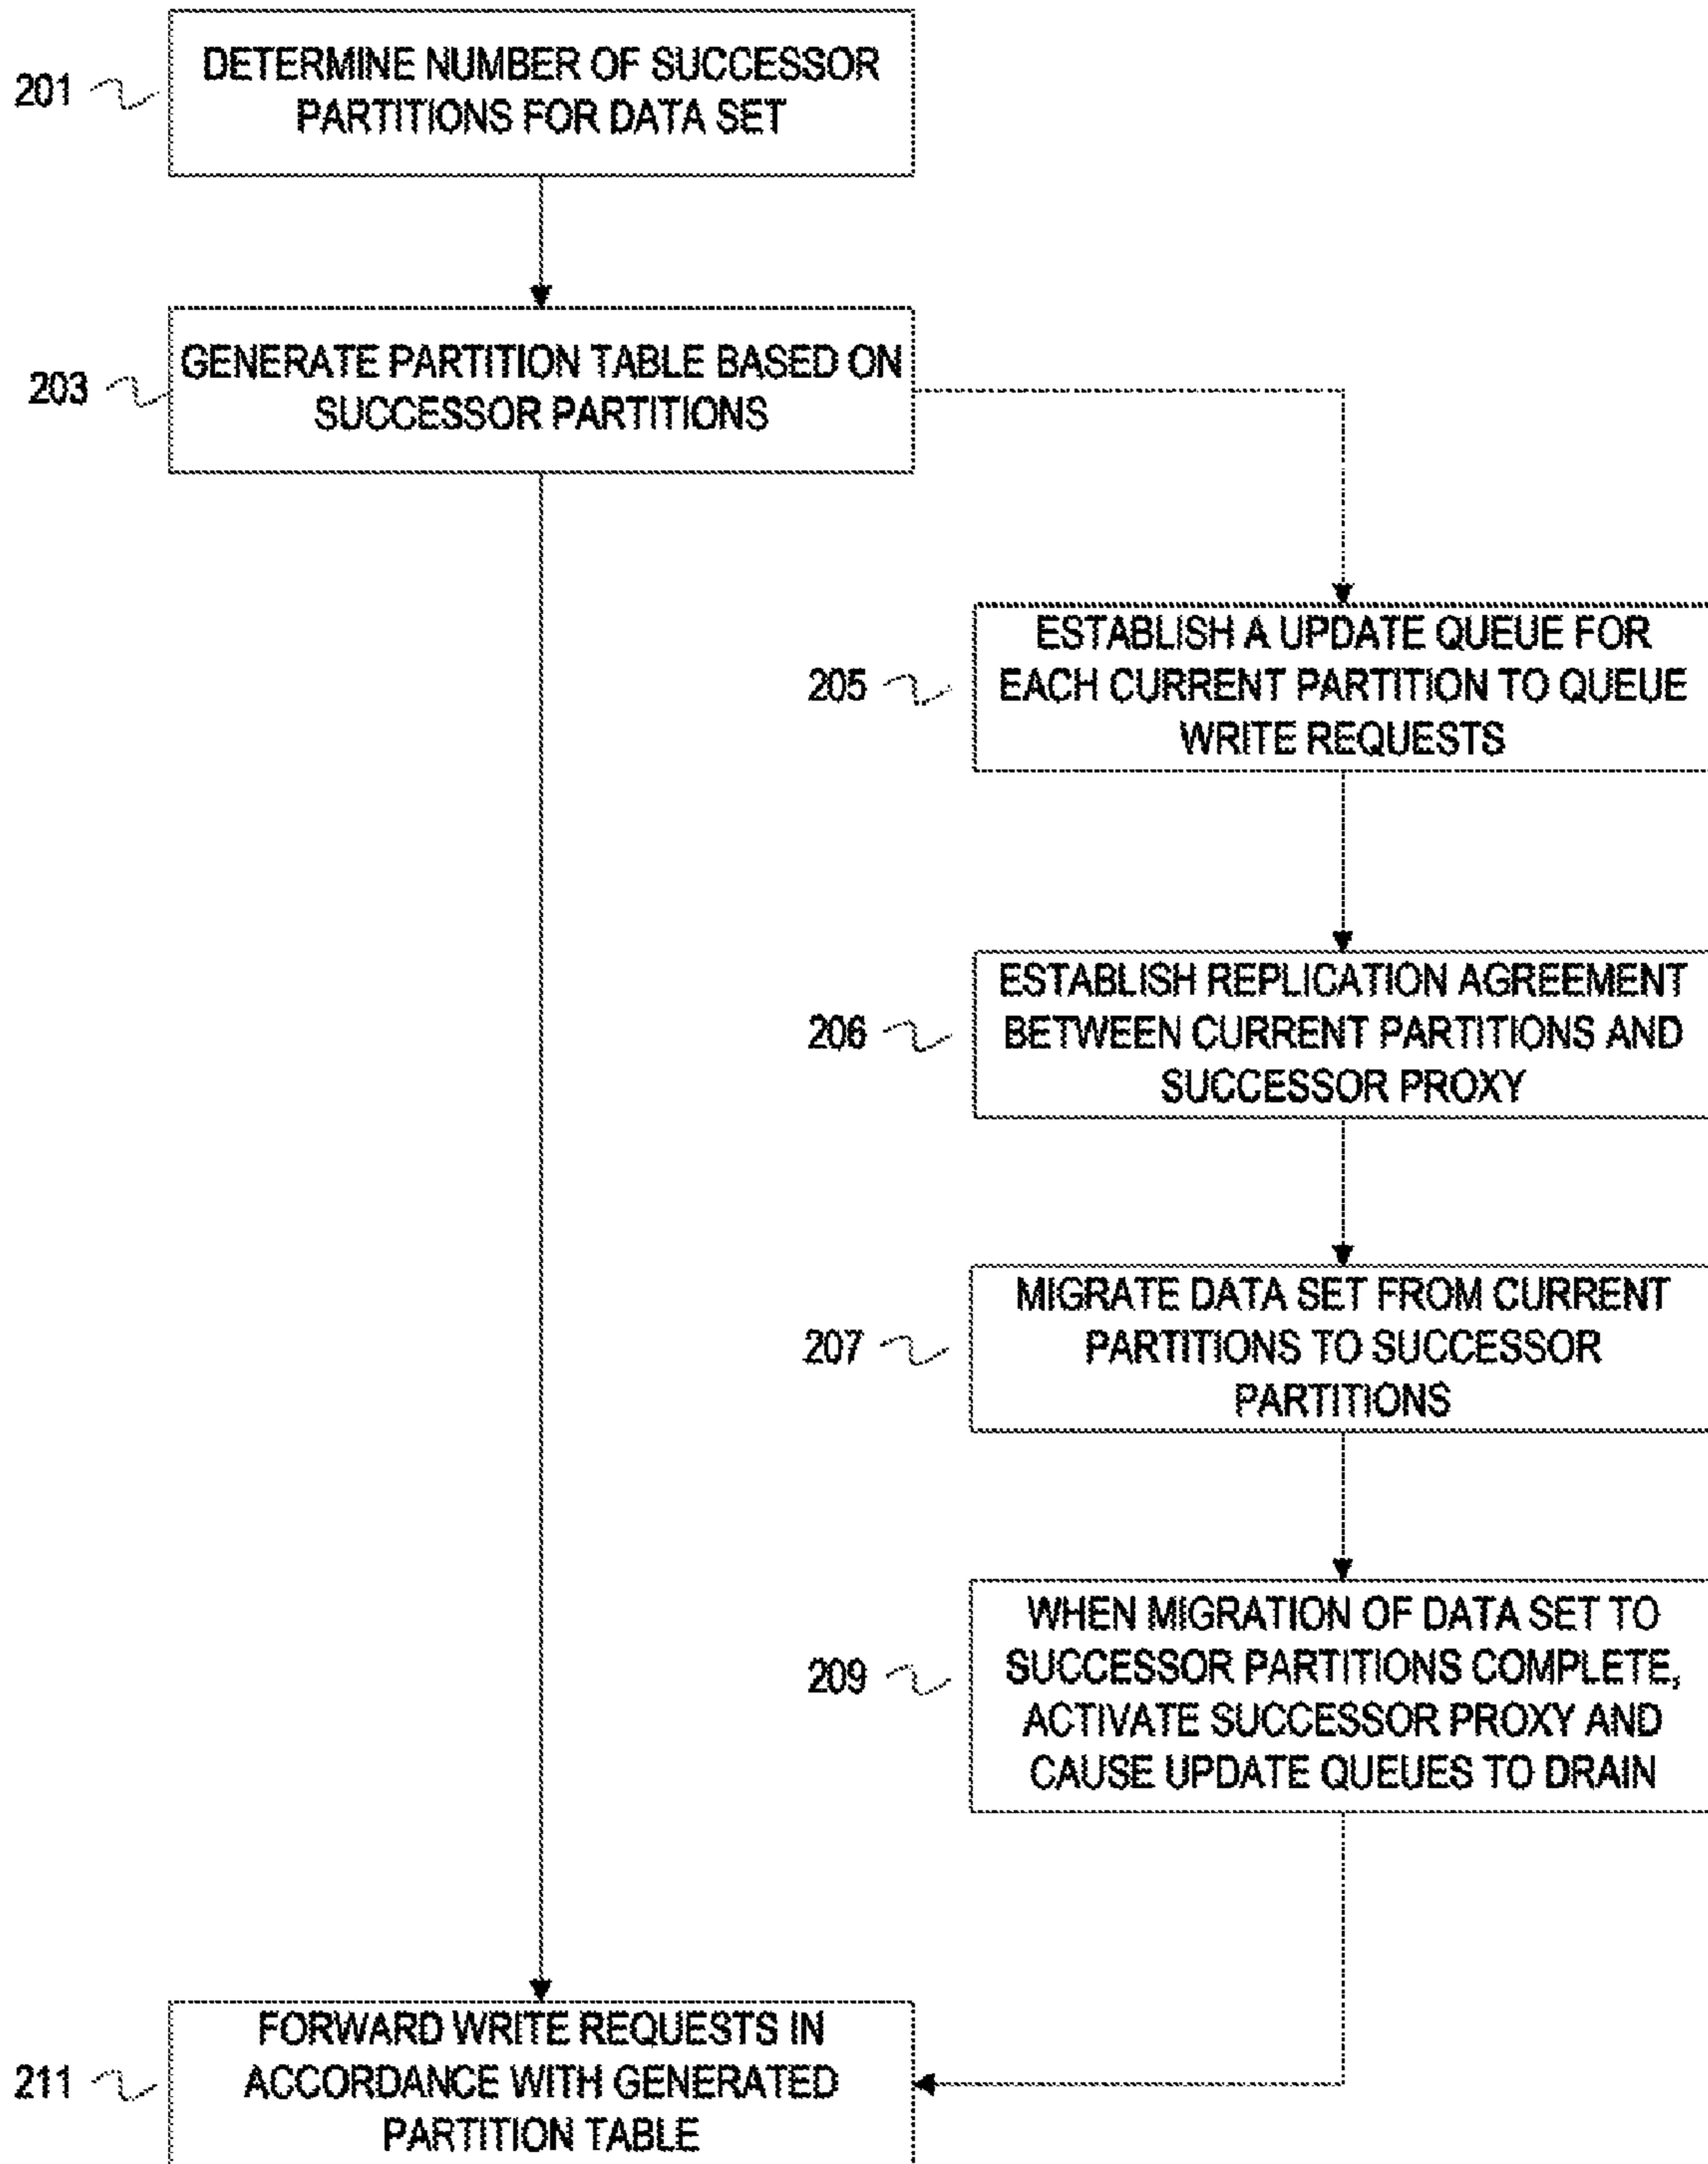 201
DETERMINE NUMBER OF SUCCESSOR
PARTITIONS FOR DATA SET
203
GENERATE PARTITION TABLE BASED ON
SUCCESSOR PARTITIONS
205
ESTABLISH A UPDATE QUEUE FOR
EACH CURRENT PARTITION TO QUEUE
WRITE REQUESTS
206
ESTABLISH REPLICATION AGREEMENT
BETWEEN CURRENT PARTITIONS AND
SUCCESSOR PROXY
207
MIGRATE DATA SET FROM CURRENT
PARTITIONS TO SUCCESSOR
PARTITIONS
209
WHEN MIGRATION OF DATA SET TO
SUCCESSOR PARTITIONS COMPLETE,
ACTIVATE SUCCESSOR PROXY AND
CAUSE UPDATE QUEUES TO DRAIN
211
FORWARD WRITE REQUESTS IN
ACCORDANCE WITH GENERATED
PARTITION TABLE